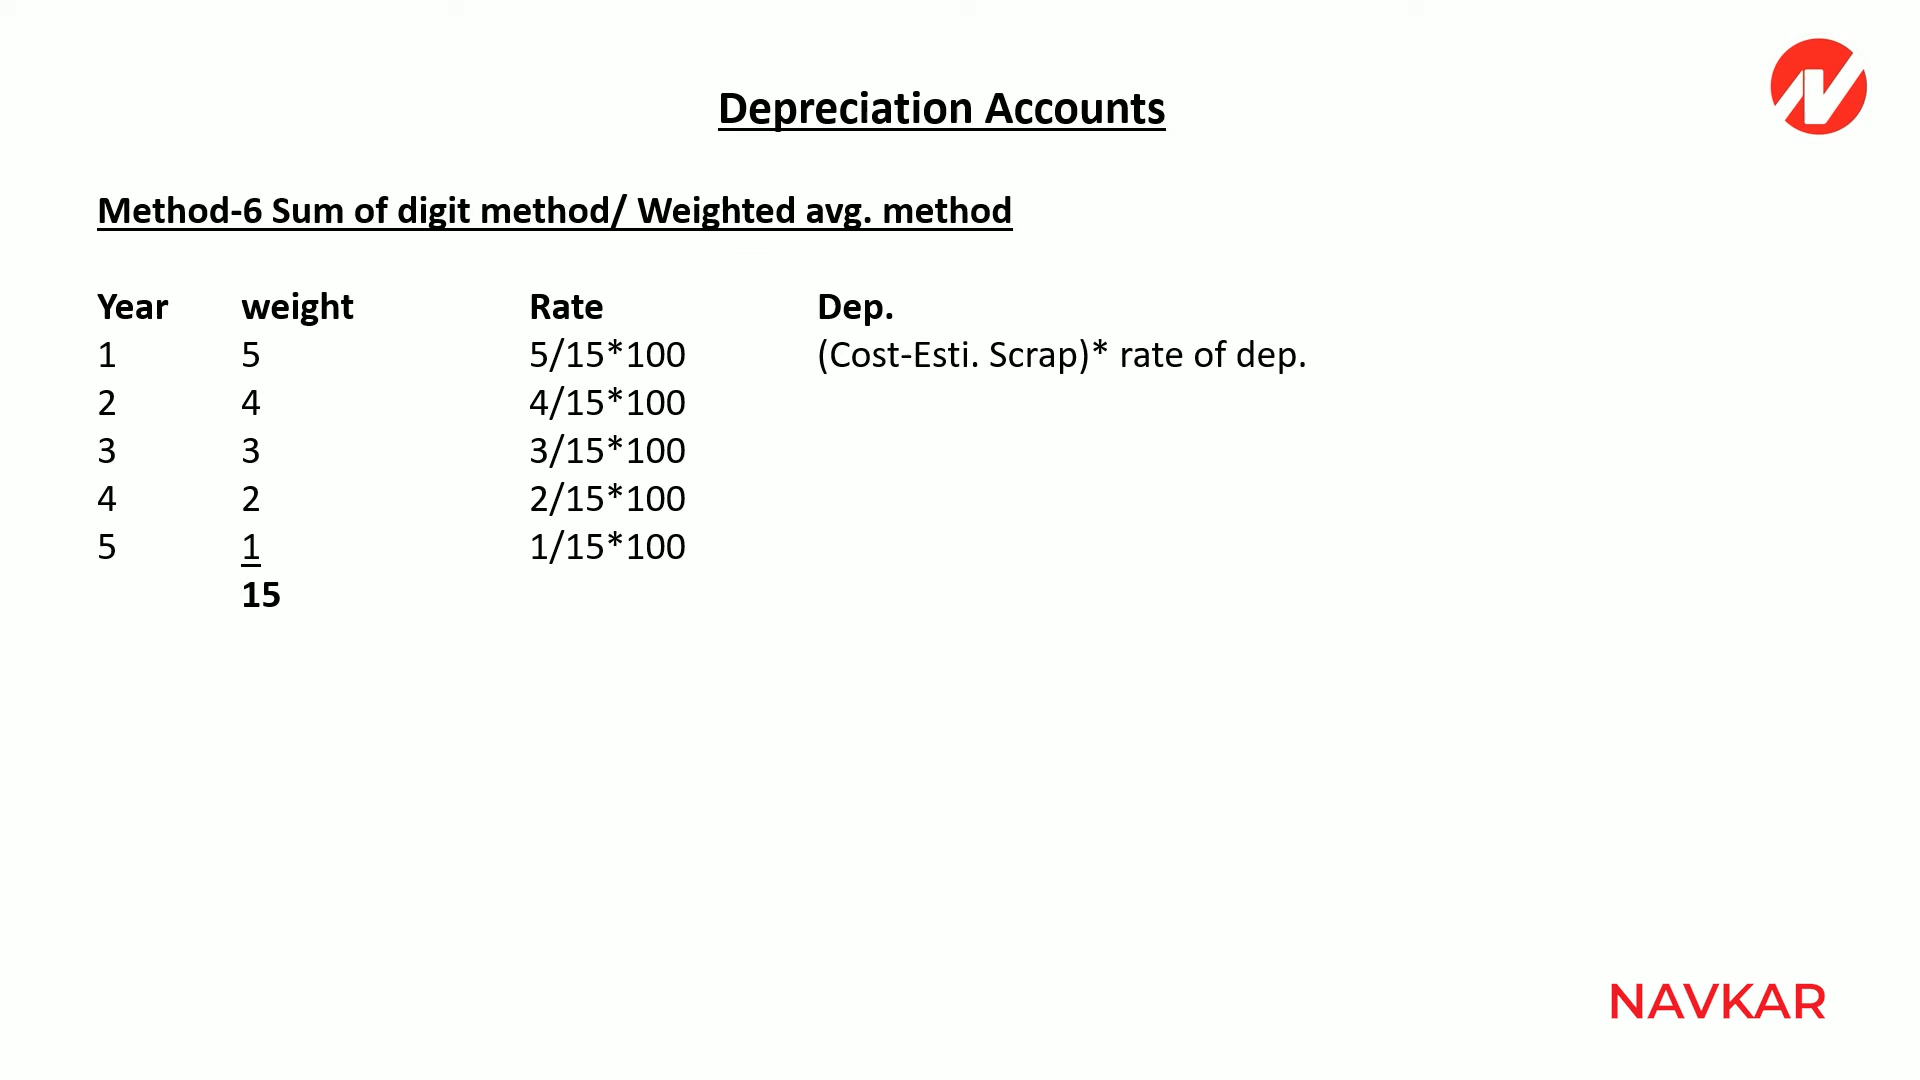 Depreciation Accounts
Method-6 Sum of digit method/ Weighted avg. method
Year weight Rate Dep.
1 5 5/15*100 (Cost-Esti. Scrap)* rate of dep.
2 4 4/15*100
3 3 3/15*100
4 2 2/15*100
5 1 1/15*100
15
NAVKAR